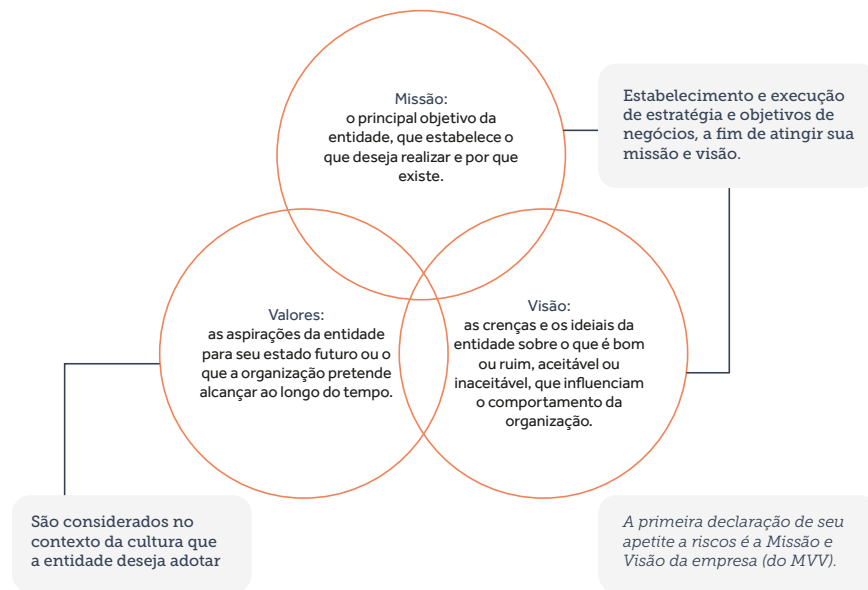 Missão:
o principal objetivo da
entidade, que estabelece o
que deseja realizar e por que
existe.
Estabelecimento e execução
de estratégia e objetivos de
negócios, a fim de atingir sua
missão e visão.
Valores:
as aspirações da entidade
para seu estado futuro ou o
que a organização pretende
alcançar ao longo do tempo.
Visão:
as crenças e os ideiais da
entidade sobre o que é bom
ou ruim, aceitável ou
inaceitável, que influenciam
o comportamento da
organização.
São considerados no
contexto da cultura que
a entidade deseja adotar
A primeira declaração de seu
apetite a riscos é a Missão e
Visão da empresa (do MVV).